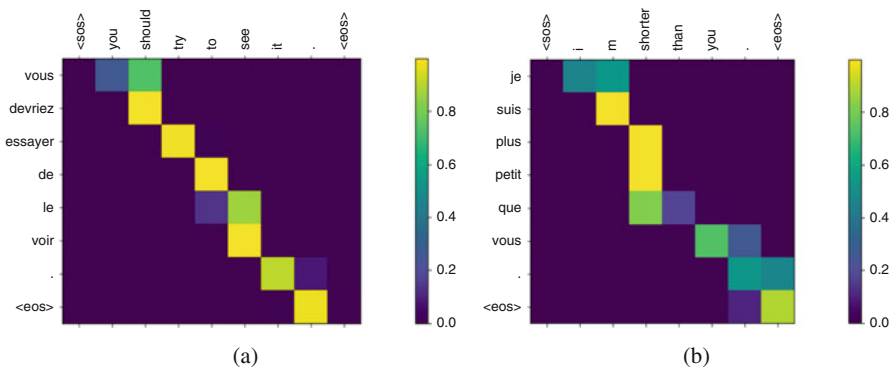 <sos> you should try to see it . <eos>
vous
devriez
essayer
de
le
voir
.
<eos>
0.8
0.6
0.4
0.2
0.0
(a)
<sos> i m shorter than you . <eos>
je
suis
plus
petit
que
vous
.
<eos>
0.8
0.6
0.4
0.2
0.0
(b)